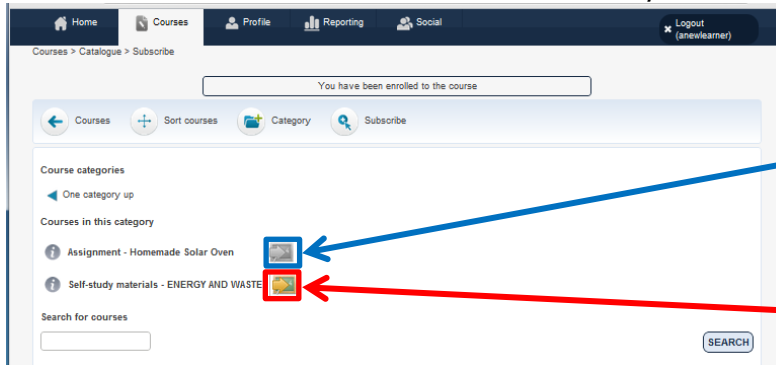 Home Courses Profile Reporting Social Logout
(anewlearner)
Courses > Catalogue > Subscribe
You have been enrolled to the course
Courses Sort courses Category Subscribe
Course categories
One category up
Courses in this category
Assignment - Homemade Solar Oven
Self-study materials - ENERGY AND WASTE
Search for courses
SEARCH